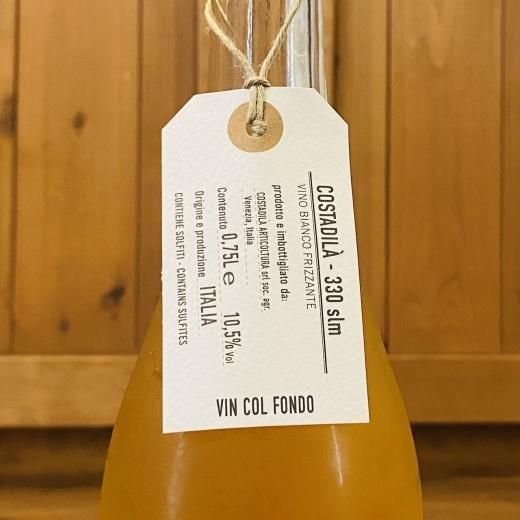 COSTADILÀ - 330 slm
VINO BIANCO FRIZZANTE
prodotto e imbottigliato da:
COSTADILÀ ARTICOLTURA srl soc. agr.
Venezia, Italia
Contenuto 0,75L e 10,5% Vol
Origine e produzione ITALIA
CONTIENE SOLFITI - CONTAINS SULFITES
VIN COL FONDO